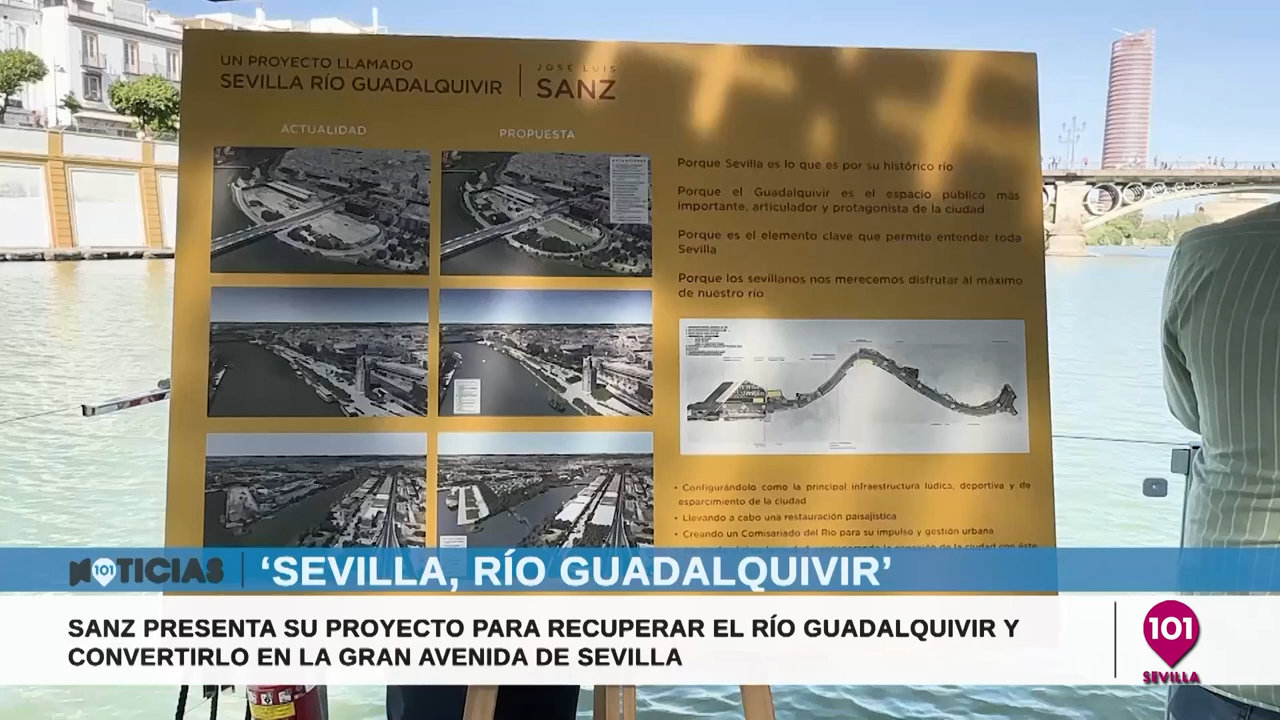 UN PROYECTO LLAMADO
SEVILLA RÍO GUADALQUIVIR
JOSE LUIS
SANZ
ACTUALIDAD
PROPUESTA
Porque Sevilla es lo que es por su histórico río
Porque el Guadalquivir es el espacio público más
importante, articulador y protagonista de la ciudad
Porque es el elemento clave que permite entender toda
Sevilla
Porque los sevillanos nos merecemos disfrutar al máximo
de nuestro río
• Configurándolo como la principal infraestructura lúdica, deportiva y de
esparcimiento de la ciudad
• Llevando a cabo una restauración paisajística
• Creando un Comisariado del Río para su impulso y gestión urbana
N101TICIAS
‘SEVILLA, RÍO GUADALQUIVIR’
SANZ PRESENTA SU PROYECTO PARA RECUPERAR EL RÍO GUADALQUIVIR Y
CONVERTIRLO EN LA GRAN AVENIDA DE SEVILLA
101
SEVILLA